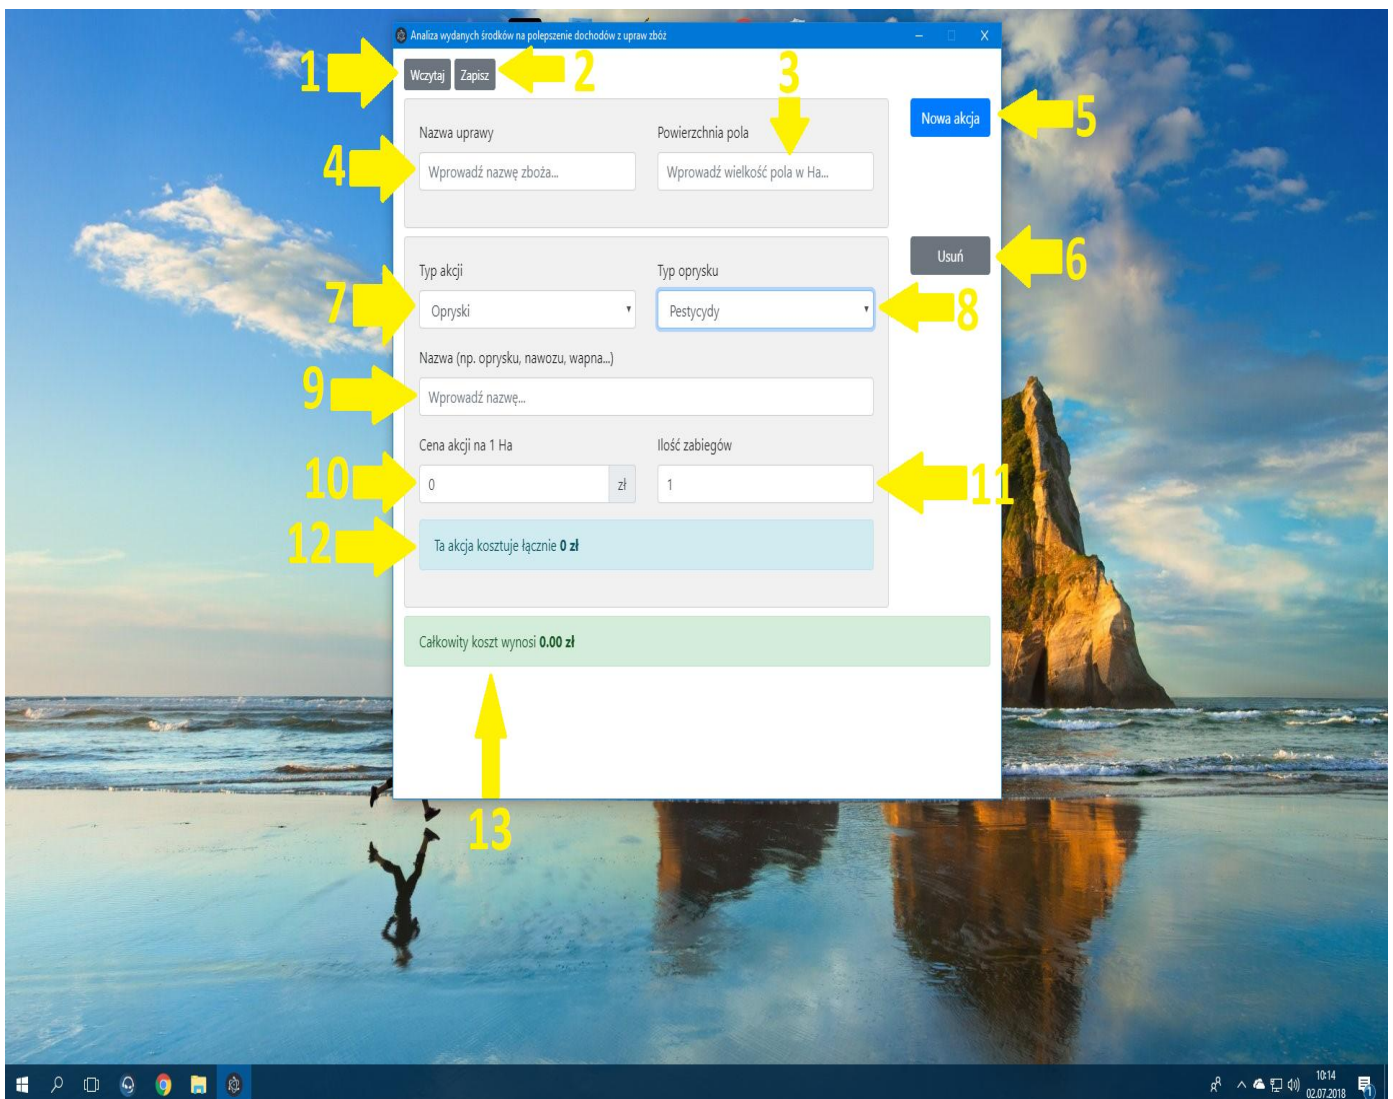 Analiza wydanych środków na polepszenie dochodów z upraw zbóż
1 Wczytaj Zapisz 2
3
Nowa akcja 5
Nazwa uprawy Powierzchnia pola
4 Wprowadź nazwę zboża... Wprowadź wielkość pola w Ha...
Usuń 6
Typ akcji Typ oprysku
7 Opryski Pestycydy 8
Nazwa (np. oprysku, nawozu, wapna...)
9 Wprowadź nazwę...
Cena akcji na 1 Ha Ilość zabiegów
10 0 zł 1 11
12 Ta akcja kosztuje łącznie 0 zł
Całkowity koszt wynosi 0.00 zł
13
10:14
02.07.2018
1